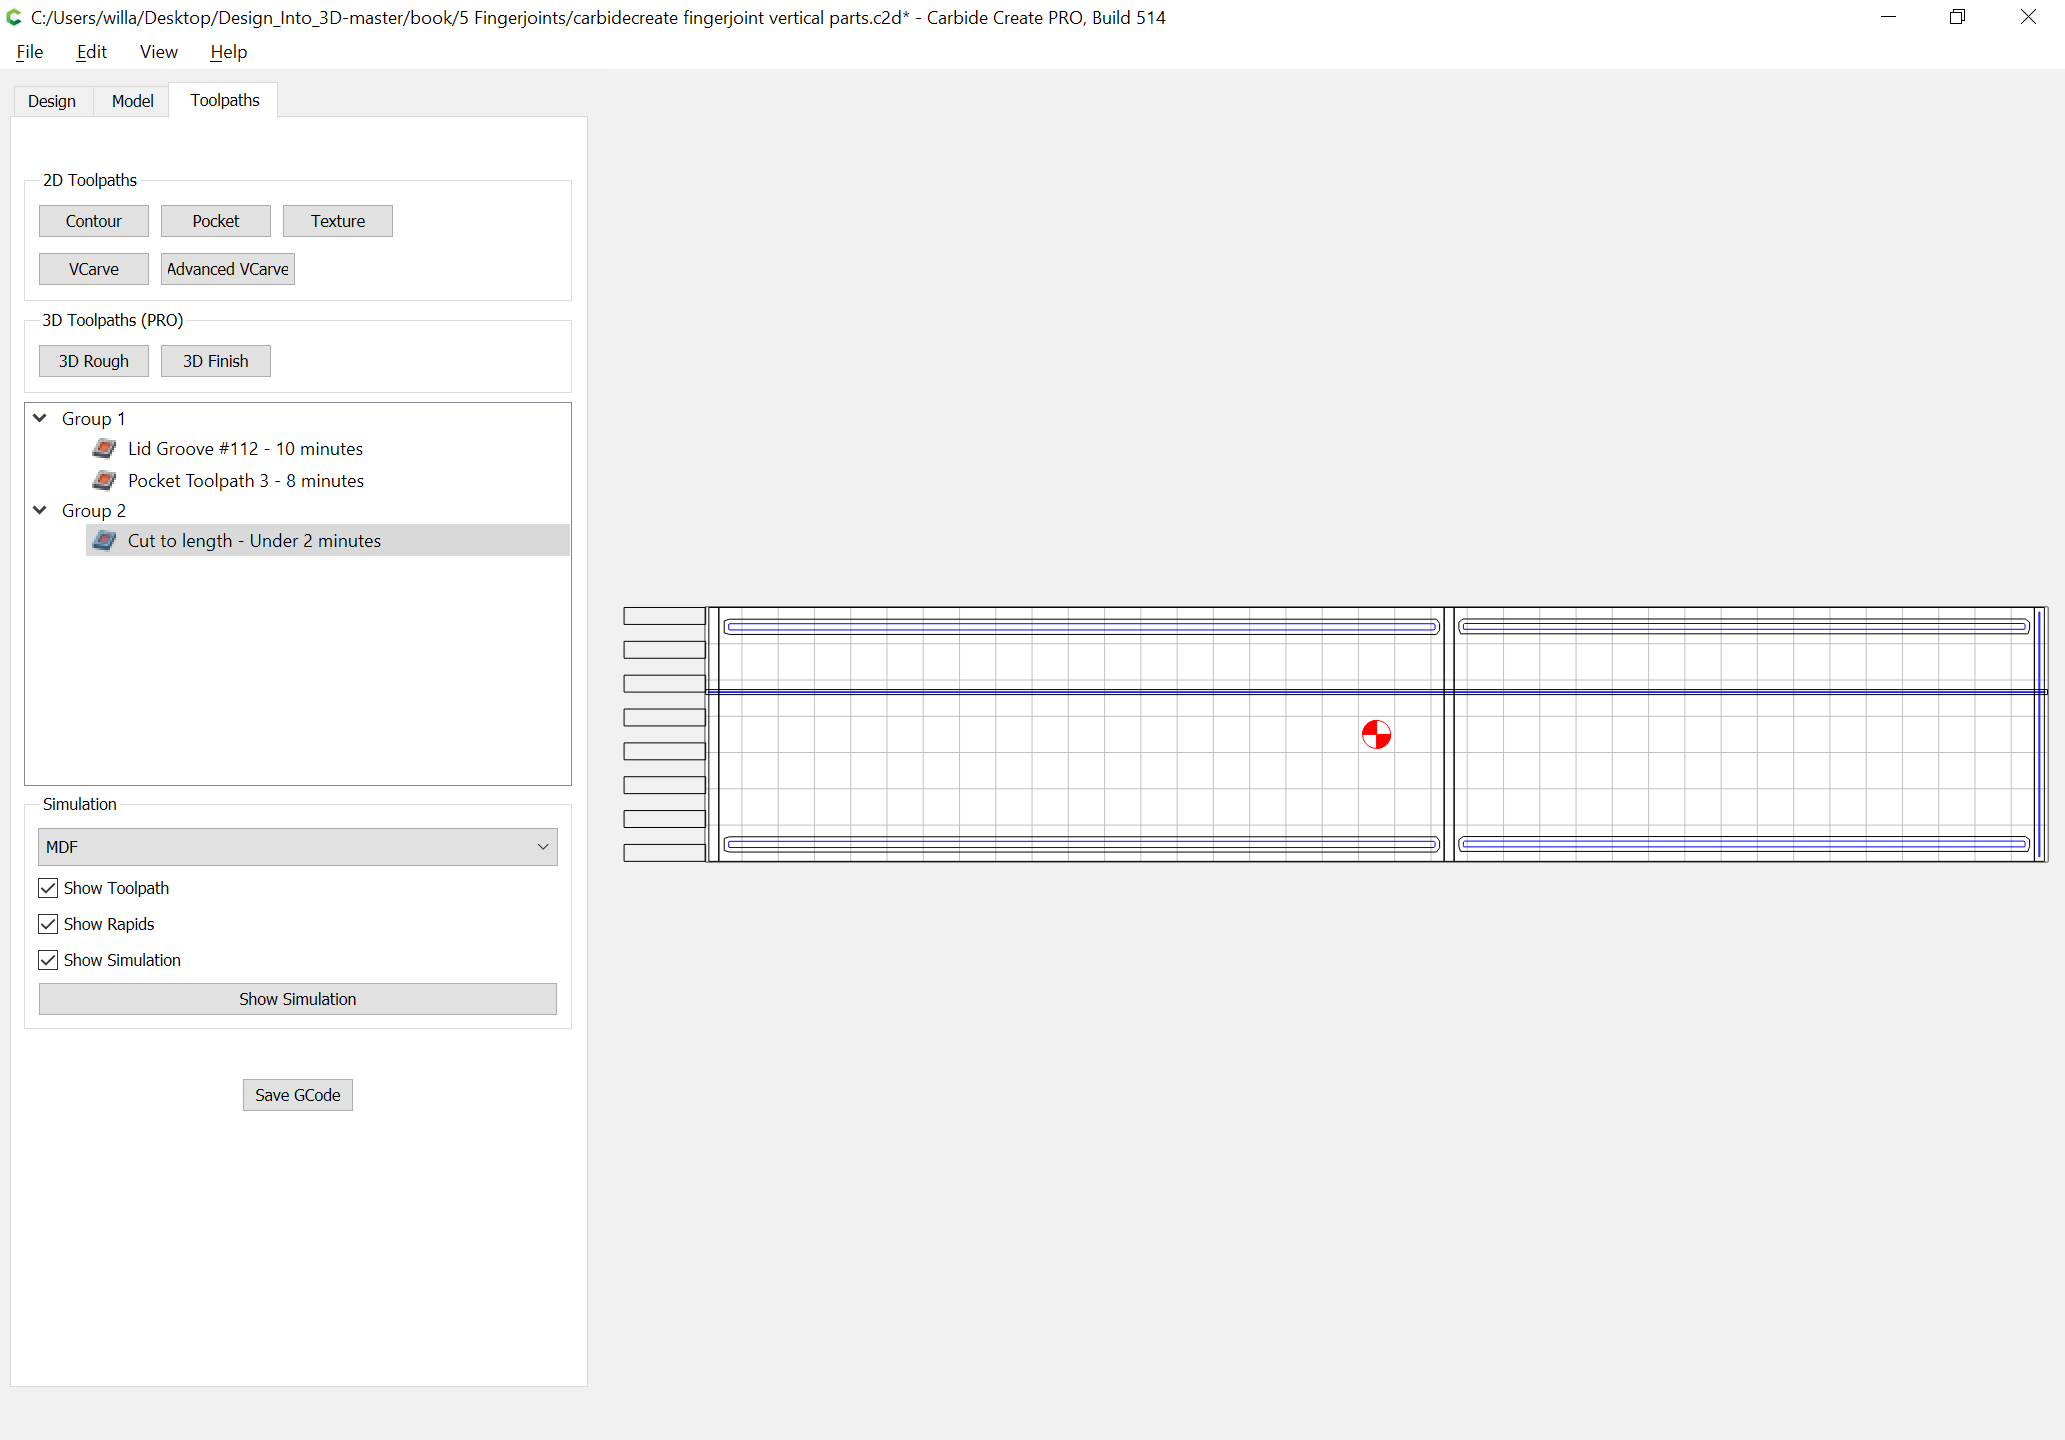 C:/Users/willa/Desktop/Design_Into_3D-master/book/5 Fingerjoints/carbidecreate fingerjoint vertical parts.c2d* - Carbide Create PRO, Build 514
File Edit View Help
Design Model Toolpaths
2D Toolpaths
Contour Pocket Texture
VCarve Advanced VCarve
3D Toolpaths (PRO)
3D Rough 3D Finish
Group 1
Lid Groove #112 - 10 minutes
Pocket Toolpath 3 - 8 minutes
Group 2
Cut to length - Under 2 minutes
Simulation
MDF
Show Toolpath
Show Rapids
Show Simulation
Show Simulation
Save GCode